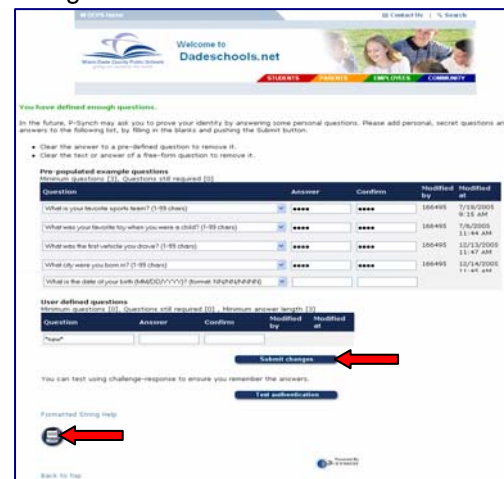 M-DCPS Home
Contact Us | Search
Miami-Dade County Public Schools
Welcome to
Dadeschools.net
STUDENTS PARENTS EMPLOYEES COMMUNITY
You have defined enough questions.
In the future, P-Synch may ask you to prove your identity by answering some personal questions. Please add personal, secret questions an
answers to the following list, by filling in the blanks and pushing the Submit button.
Clear the answer to a pre-defined question to remove it.
Clear the text or answer of a free-form question to remove it.
Pre-populated example questions
Minimum questions [3], Questions still required [0]
Question Answer Confirm Modified by Modified at
What is your favorite sports team? (1-99 chars) 166495 7/19/2005 9:15 AM
What was your favorite toy when you were a child? (1-99 chars) 166495 7/9/2005 11:44 AM
What was the first vehicle you drove? (1-99 chars) 166495 12/13/2005 11:47 AM
What city were you born in? (1-99 chars) 166495 12/14/2005 11:45 AM
What is the date of your birth (MM/DD/YYYY)? (format: NN/NN/NNNN)
User defined questions
Minimum questions [0], Questions still required [0] , Minimum answer length [3]
Question Answer Confirm Modified by Modified at
*new*
Submit changes
You can test using challenge-response to ensure you remember the answers.
Test authentication
Formatted String Help
Powered By
Back to top